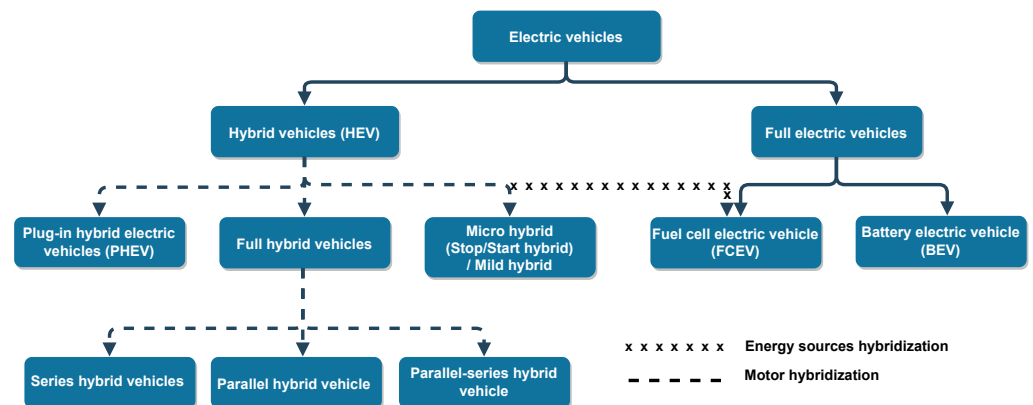 Electric vehicles
Hybrid vehicles (HEV)
Full electric vehicles
x x x x x x x x x x x x x x x
x
Plug-in hybrid electric
vehicles (PHEV)
Full hybrid vehicles
Micro hybrid
(Stop/Start hybrid)
/ Mild hybrid
Fuel cell electric vehicle
(FCEV)
Battery electric vehicle
(BEV)
Series hybrid vehicles
Parallel hybrid vehicle
Parallel-series hybrid
vehicle
x x x x x x x Energy sources hybridization
Motor hybridization